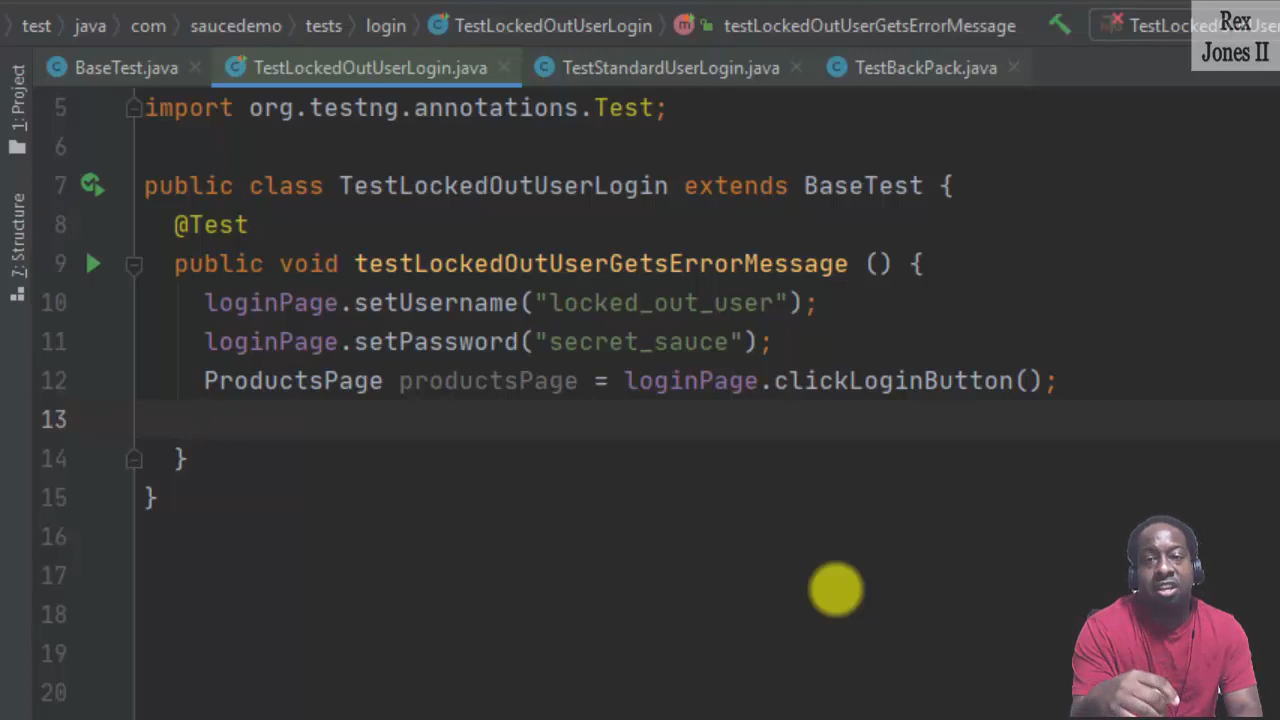 test java com saucedemo tests login TestLockedOutUserLogin testLockedOutUserGetsErrorMessage TestLocked
Rex
Jones II
BaseTest.java TestLockedOutUserLogin.java TestStandardUserLogin.java TestBackPack.java
1: Project
7: Structure
5 import org.testng.annotations.Test;
6
7 public class TestLockedOutUserLogin extends BaseTest {
8 @Test
9 public void testLockedOutUserGetsErrorMessage () {
10 loginPage.setUsername("locked_out_user");
11 loginPage.setPassword("secret_sauce");
12 ProductsPage productsPage = loginPage.clickLoginButton();
13
14 }
15 }
16
17
18
19
20